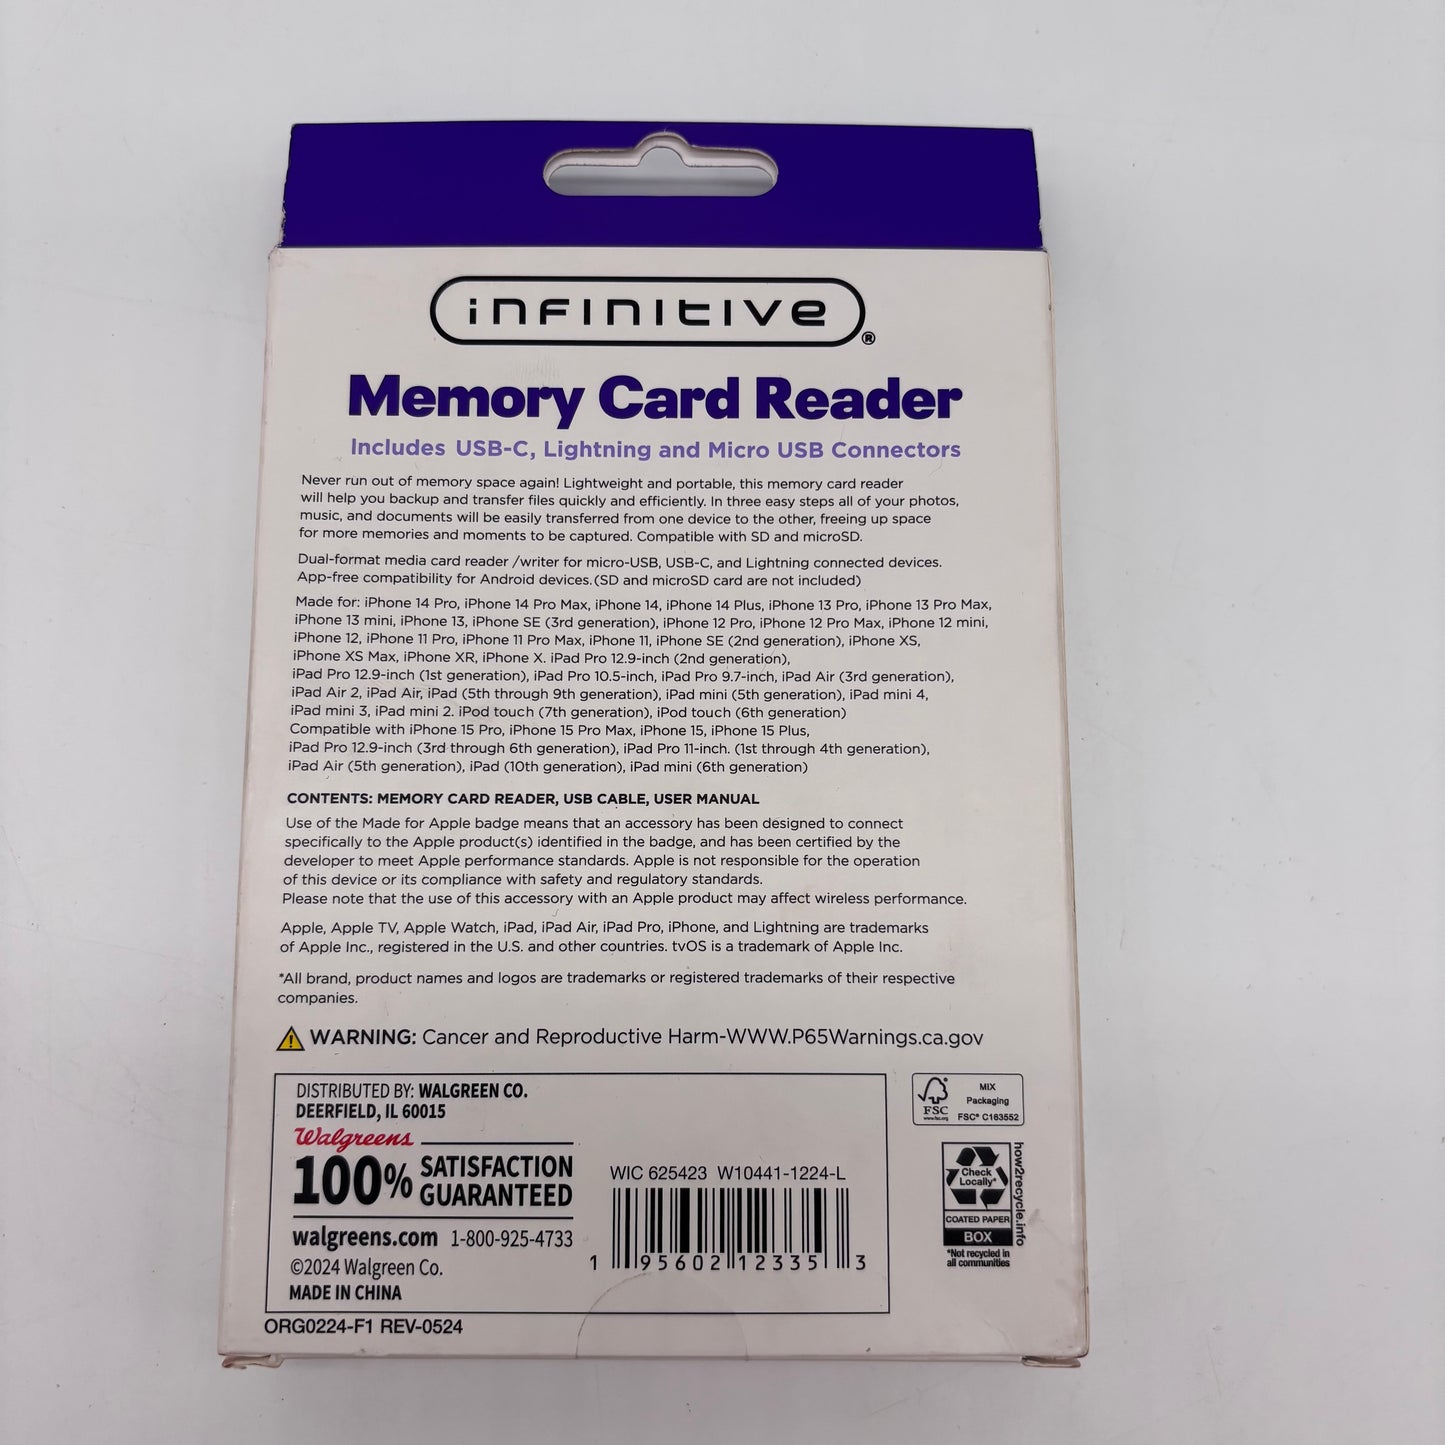 infinitive®
Memory Card Reader
Includes USB-C, Lightning and Micro USB Connectors
Never run out of memory space again! Lightweight and portable, this memory card reader
will help you backup and transfer files quickly and efficiently. In three easy steps all of your photos,
music, and documents will be easily transferred from one device to the other, freeing up space
for more memories and moments to be captured. Compatible with SD and microSD.
Dual-format media card reader /writer for micro-USB, USB-C, and Lightning connected devices.
App-free compatibility for Android devices.(SD and microSD card are not included)
Made for: iPhone 14 Pro, iPhone 14 Pro Max, iPhone 14, iPhone 14 Plus, iPhone 13 Pro, iPhone 13 Pro Max,
iPhone 13 mini, iPhone 13, iPhone SE (3rd generation), iPhone 12 Pro, iPhone 12 Pro Max, iPhone 12 mini,
iPhone 12, iPhone 11 Pro, iPhone 11 Pro Max, iPhone 11, iPhone SE (2nd generation), iPhone XS,
iPhone XS Max, iPhone XR, iPhone X. iPad Pro 12.9-inch (2nd generation),
iPad Pro 12.9-inch (1st generation), iPad Pro 10.5-inch, iPad Pro 9.7-inch, iPad Air (3rd generation),
iPad Air 2, iPad Air, iPad (5th through 9th generation), iPad mini (5th generation), iPad mini 4,
iPad mini 3, iPad mini 2. iPod touch (7th generation), iPod touch (6th generation)
Compatible with iPhone 15 Pro, iPhone 15 Pro Max, iPhone 15, iPhone 15 Plus,
iPad Pro 12.9-inch (3rd through 6th generation), iPad Pro 11-inch. (1st through 4th generation),
iPad Air (5th generation), iPad (10th generation), iPad mini (6th generation)
CONTENTS: MEMORY CARD READER, USB CABLE, USER MANUAL
Use of the Made for Apple badge means that an accessory has been designed to connect
specifically to the Apple product(s) identified in the badge, and has been certified by the
developer to meet Apple performance standards. Apple is not responsible for the operation
of this device or its compliance with safety and regulatory standards.
Please note that the use of this accessory with an Apple product may affect wireless performance.
Apple, Apple TV, Apple Watch, iPad, iPad Air, iPad Pro, iPhone, and Lightning are trademarks
of Apple Inc., registered in the U.S. and other countries. tvOS is a trademark of Apple Inc.
*All brand, product names and logos are trademarks or registered trademarks of their respective
companies.
WARNING: Cancer and Reproductive Harm-WWW.P65Warnings.ca.gov
DISTRIBUTED BY: WALGREEN CO.
DEERFIELD, IL 60015
Walgreens
100% SATISFACTION
GUARANTEED
walgreens.com 1-800-925-4733
©2024 Walgreen Co.
MADE IN CHINA
WIC 625423 W10441-1224-L
1 95602 12335 3
ORG0224-F1 REV-0524
FSC
www.fsc.org
MIX
Packaging
FSC® C163552
Check
Locally*
COATED PAPER
BOX
how2recycle.info
*Not recycled in
all communities